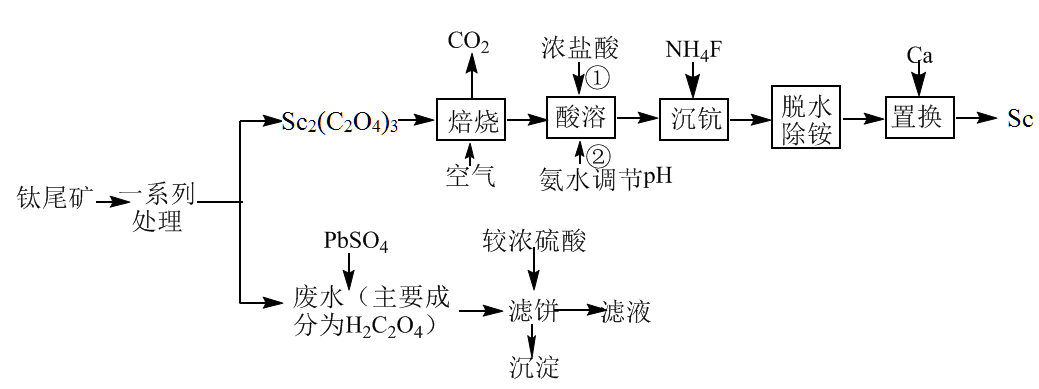 CO2
浓盐酸
①
NH4F
Ca
Sc2(C2O4)3
焙烧
酸溶
沉钪
脱水
除铵
置换
Sc
空气
②
氨水调节pH
钛尾矿
一系列
处理
PbSO4
较浓硫酸
废水（主要成
分为H2C2O4）
滤饼
滤液
沉淀